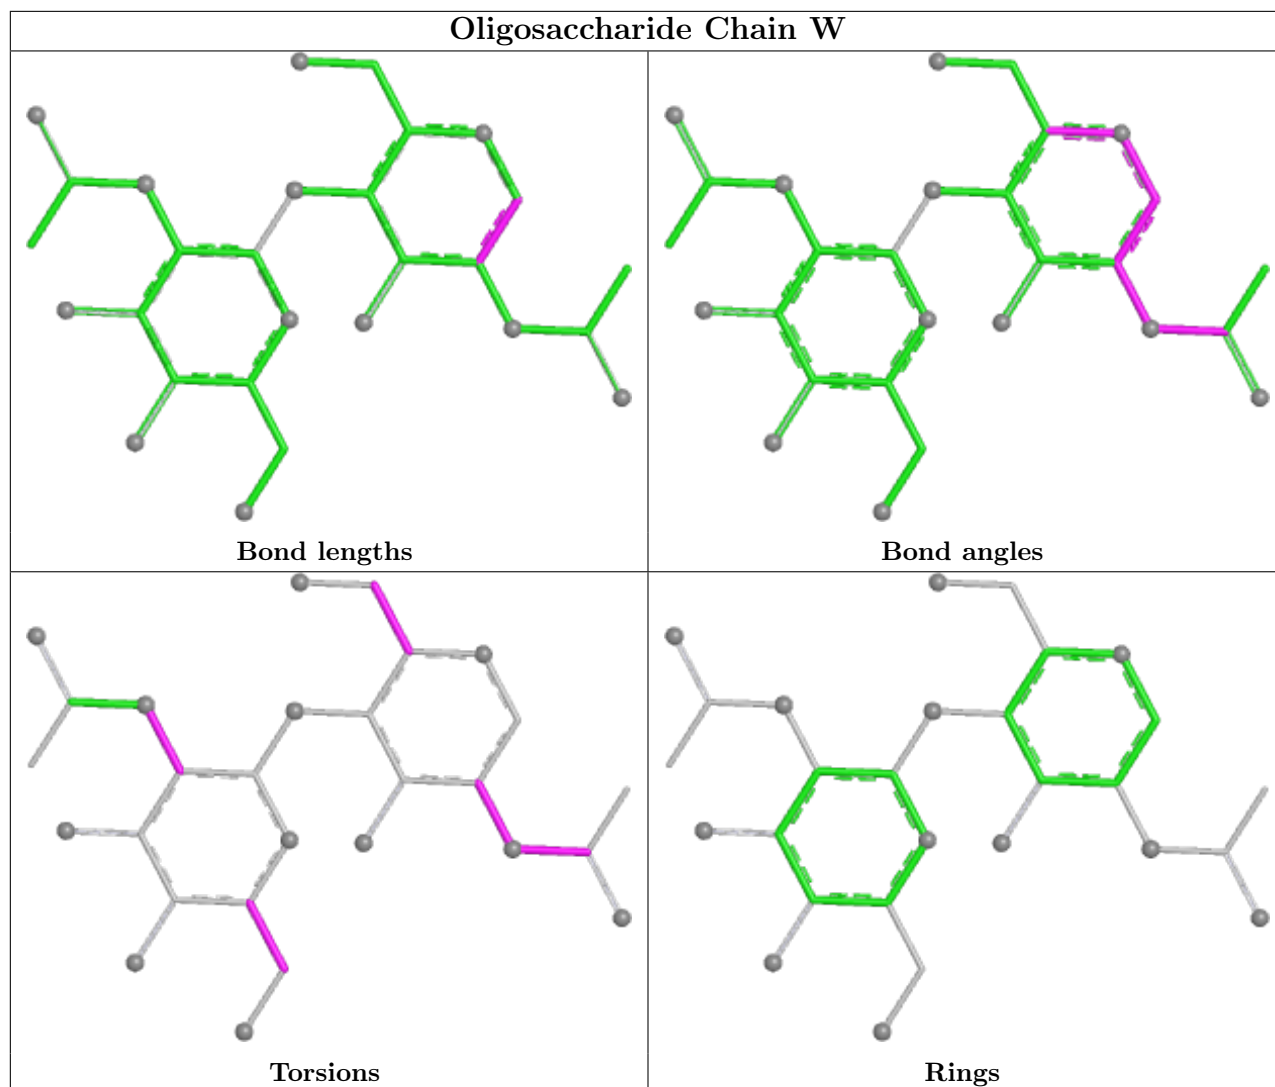 Oligosaccharide Chain W
Bond lengths
Bond angles
Torsions
Rings